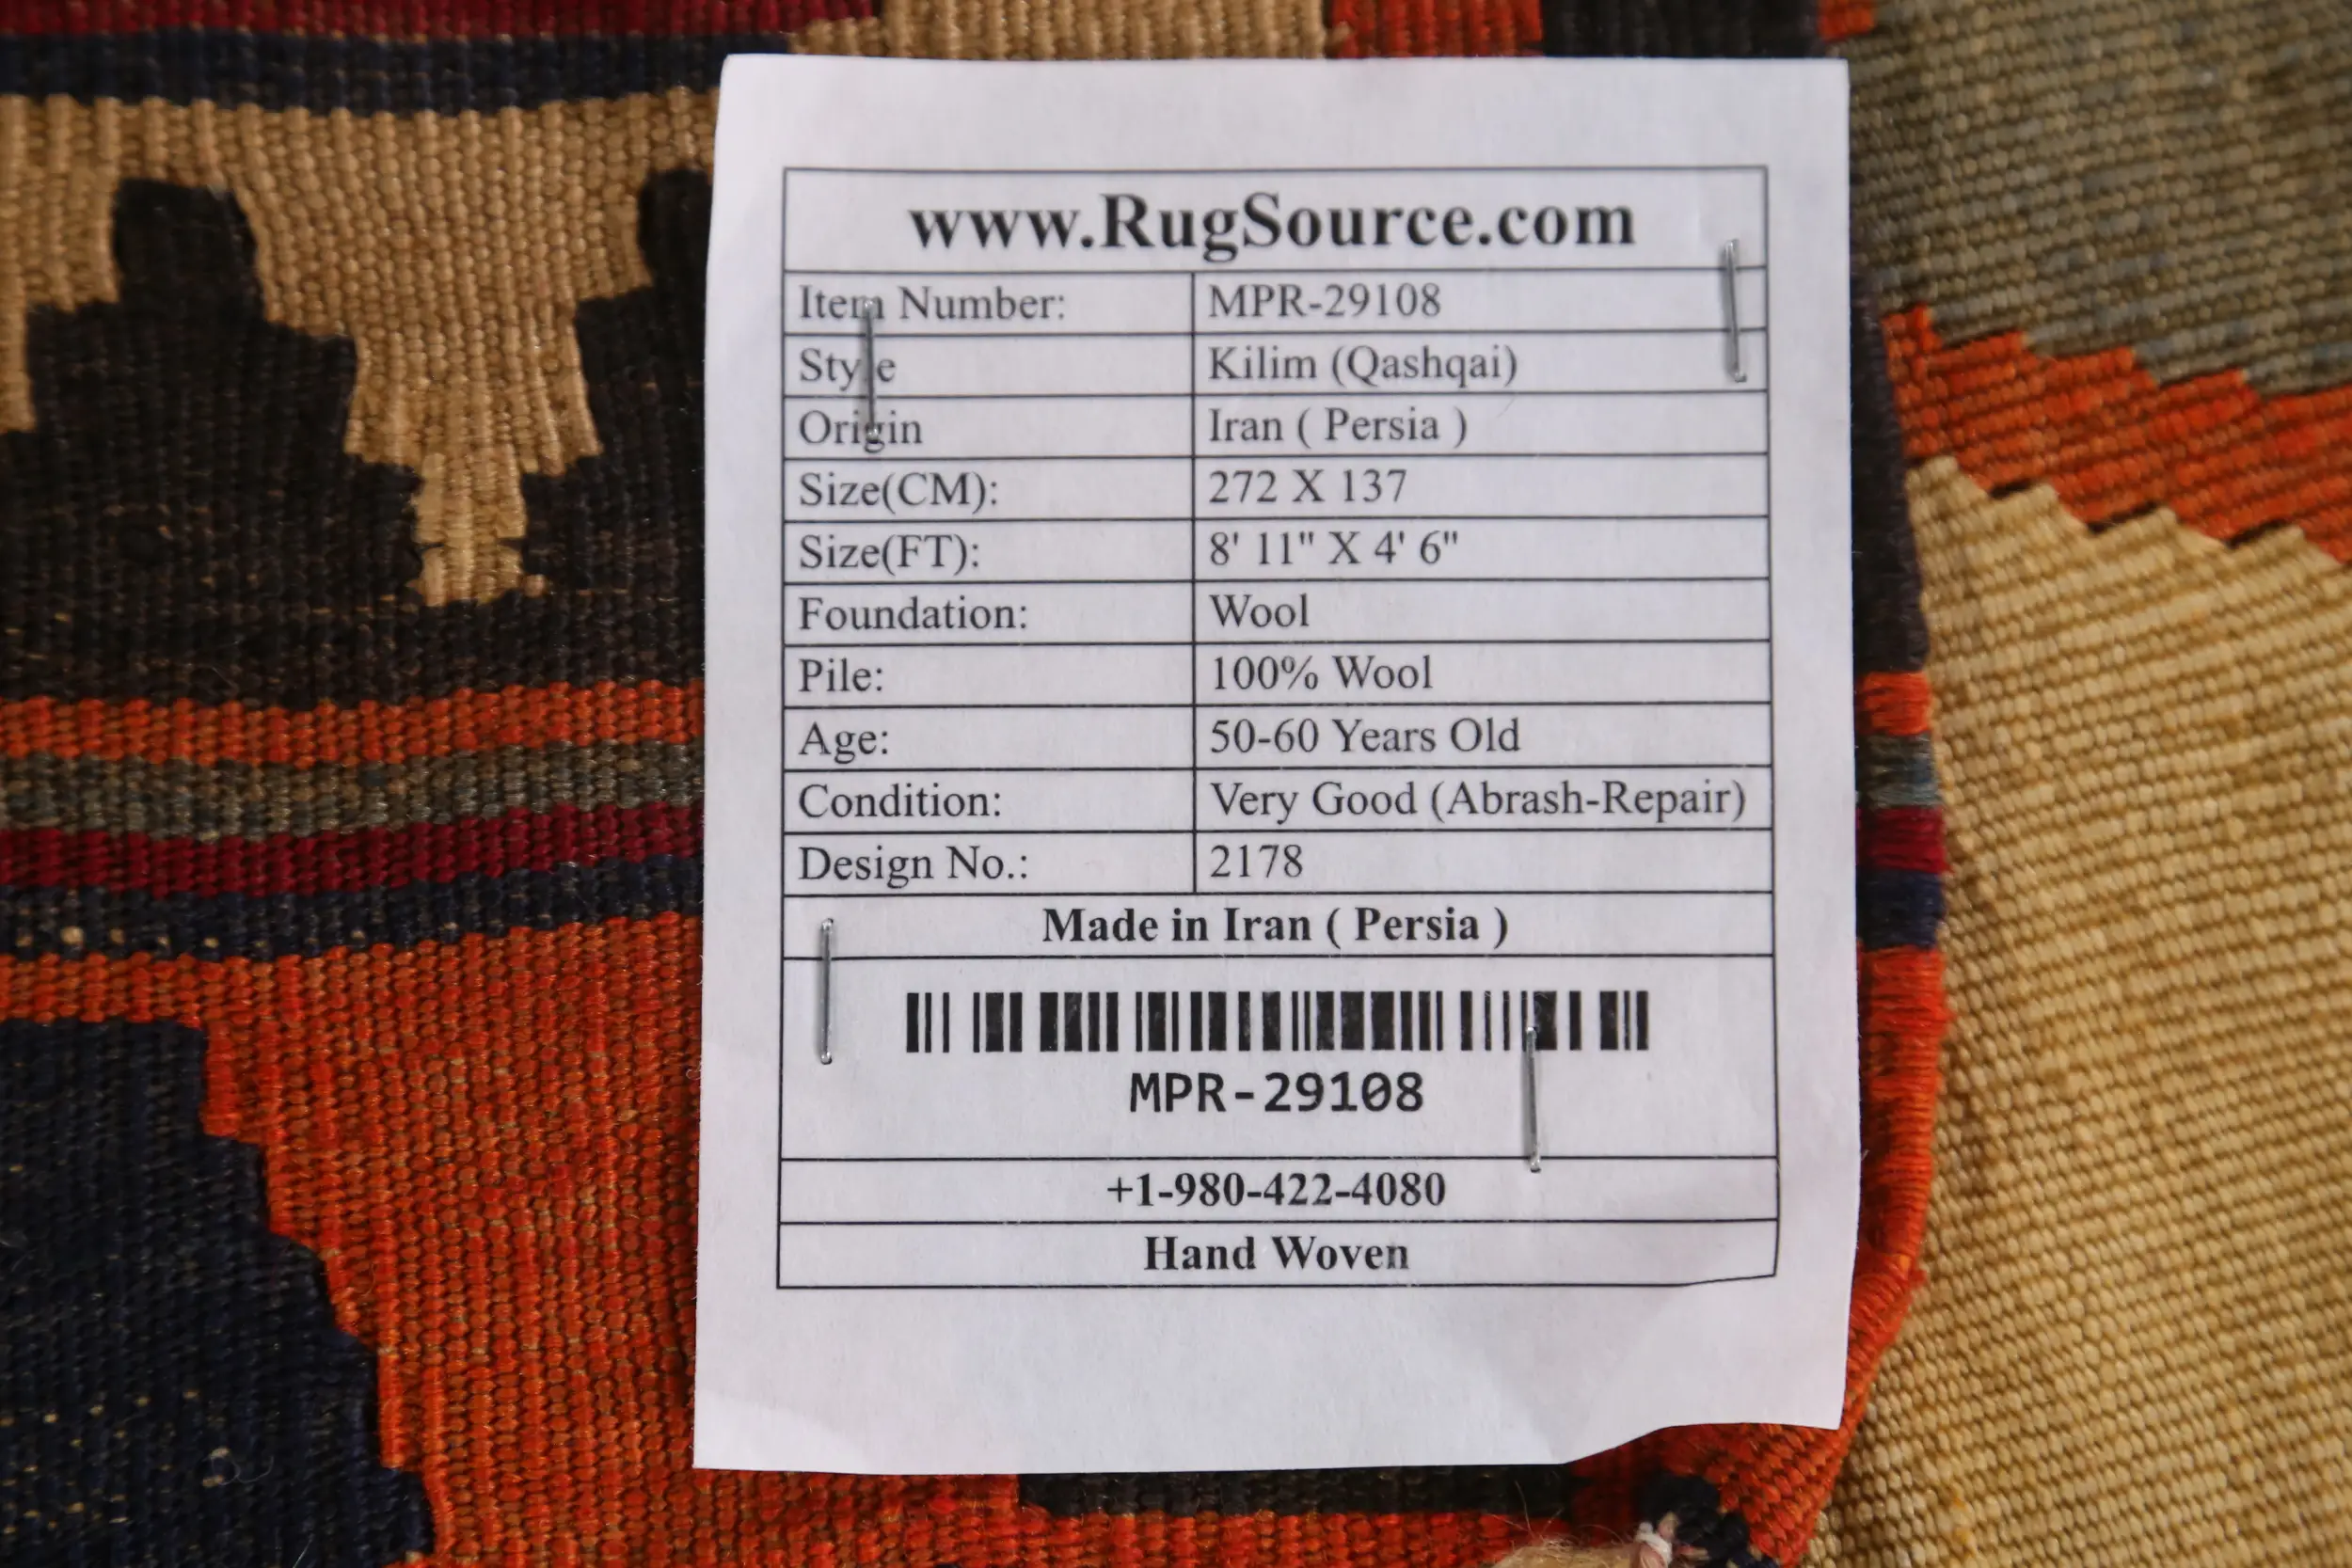 www.RugSource.com
Item Number: MPR-29108
Style Kilim (Qashqai)
Origin Iran ( Persia )
Size(CM): 272 X 137
Size(FT): 8' 11" X 4' 6"
Foundation: Wool
Pile: 100% Wool
Age: 50-60 Years Old
Condition: Very Good (Abrash-Repair)
Design No.: 2178
Made in Iran ( Persia )
MPR-29108
+1-980-422-4080
Hand Woven